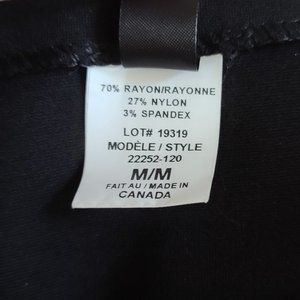 70% RAYON/RAYONNE
27% NYLON
3% SPANDEX
LOT# 19319
MODÈLE / STYLE
22252-120
M/M
FAIT AU / MADE IN
CANADA